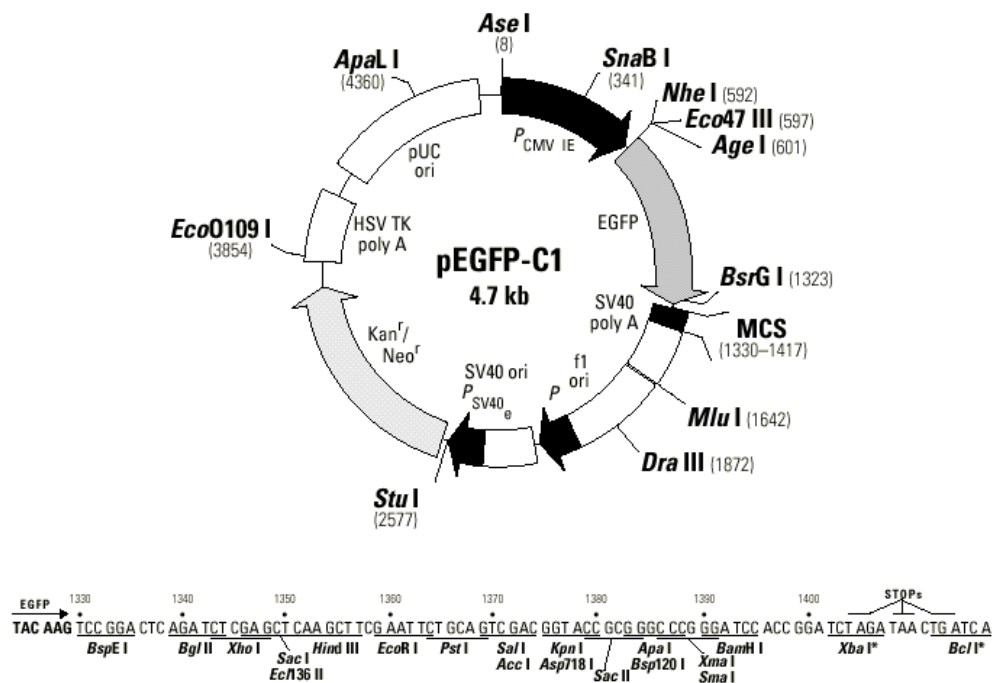 Ase I
(8)
ApaL I
(4360)
SnaB I
(341)
Nhe I (592)
Eco47 III (597)
Age I (601)
PCMV IE
pUC
ori
EGFP
EcoO109 I
(3854)
HSV TK
poly A
pEGFP-C1
4.7 kb
BsrG I (1323)
SV40
poly A
MCS
(1330–1417)
Kanr/
Neor
f1
ori
SV40 ori
P
SV40e
P
Mlu I (1642)
Dra III (1872)
Stu I
(2577)
EGFP 1330 1340 1350 1360 1370 1380 1390 1400 STOPs
TAC AAG TCC GGA CTC AGA TCT CGA GCT CAA GCT TCG AAT TCT GCA GTC GAC GGT ACC GCG GGC CCG GGA TCC ACC GGA TCT AGA TAA CTG ATC A
BspE I Bgl II Xho I Hind III EcoR I Pst I Sal I Kpn I Apa I BamH I Xba I* Bcl I*
Sac I Acc I Asp718 I Bsp120 I Xma I
Ecl136 II Sac II Sma I